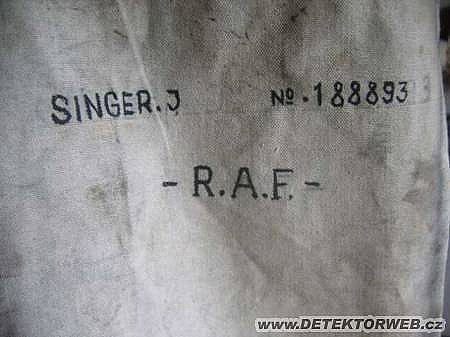 SINGER.J No.188893
- R.A.F. -
www.DETEKTORWEB.cz